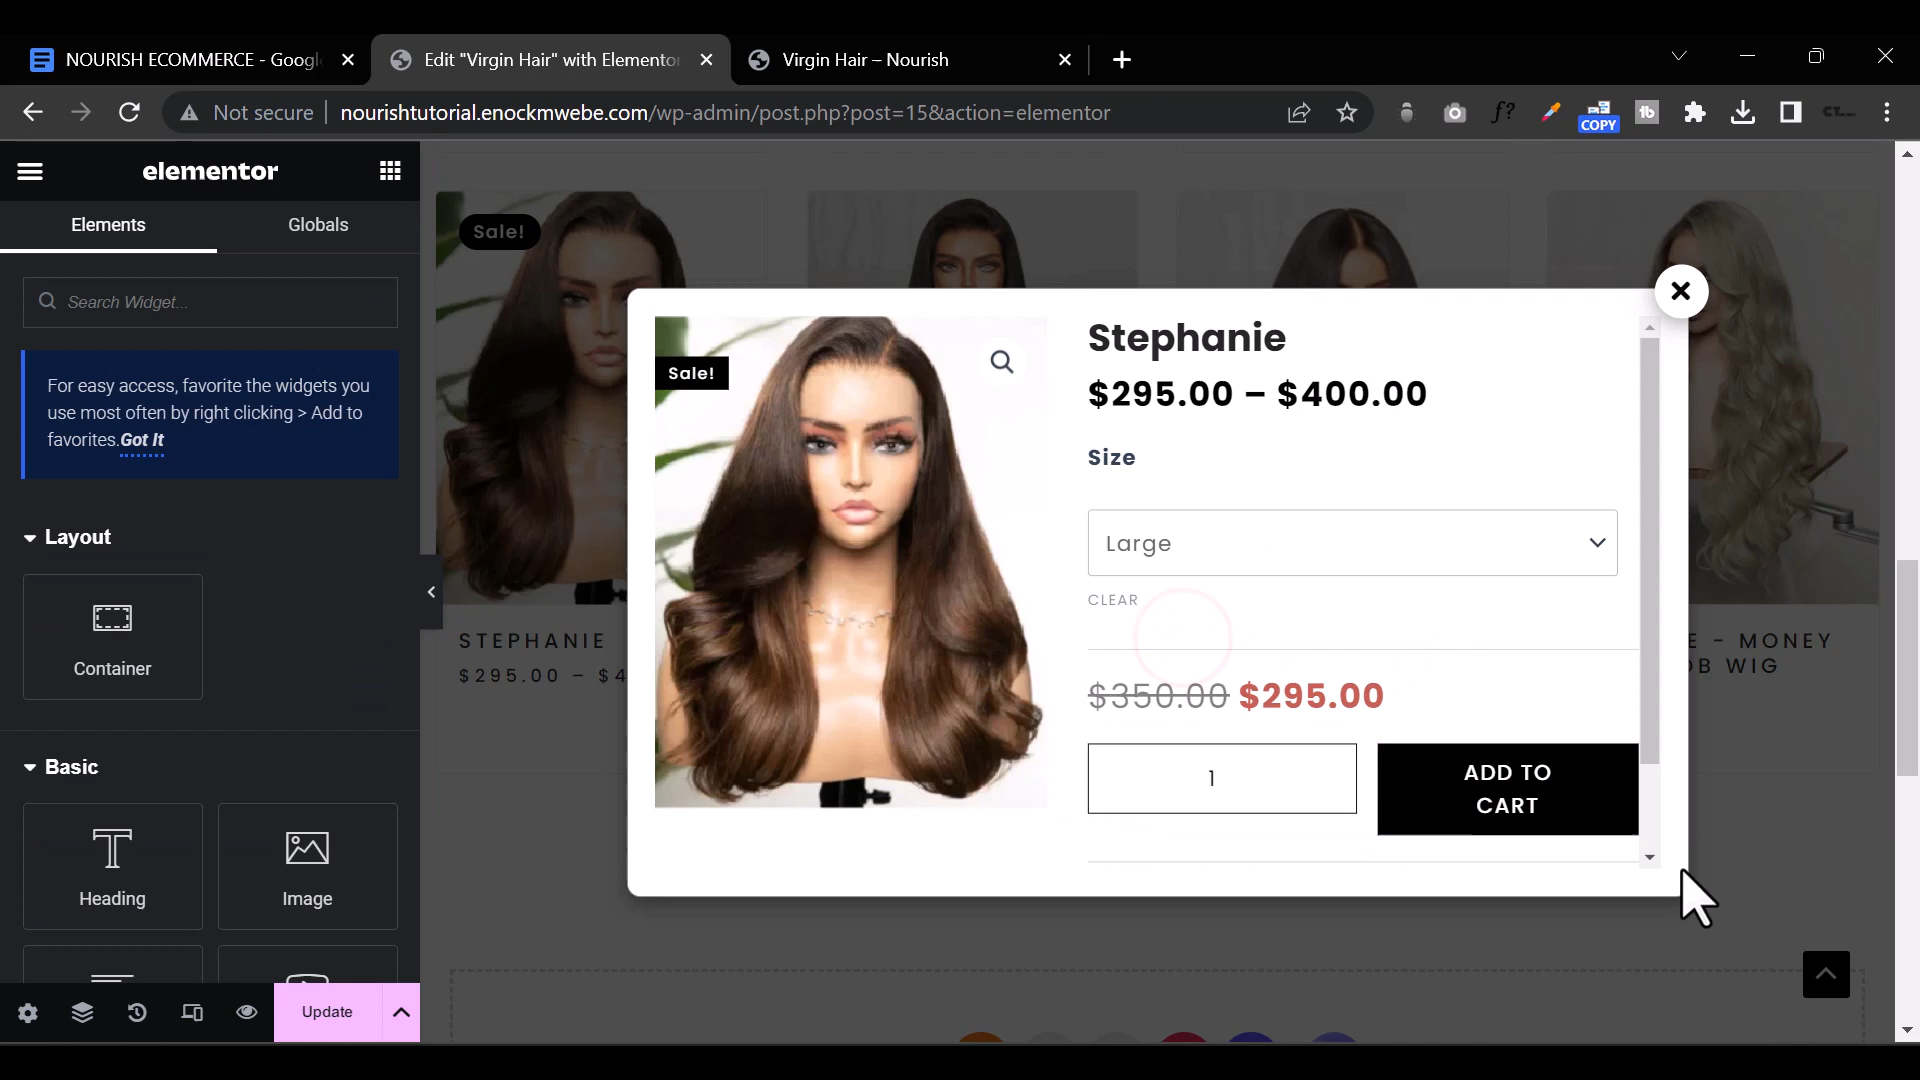 NOURISH ECOMMERCE - Googl
Edit "Virgin Hair" with Elemento
Virgin Hair – Nourish
Not secure
nourishtutorial.enockmwebe.com/wp-admin/post.php?post=15&action=elementor
f?
COPY
tb
elementor
Elements
Globals
Search Widget...
For easy access, favorite the widgets you
use most often by right clicking > Add to
favorites.Got It
Layout
Container
Basic
Heading
Image
Update
Sale!
STEPHANIE
$295.00 – $4
Sale!
Stephanie
$295.00 – $400.00
Size
Large
CLEAR
$350.00 $295.00
1
ADD TO
CART
E - MONEY
OB WIG